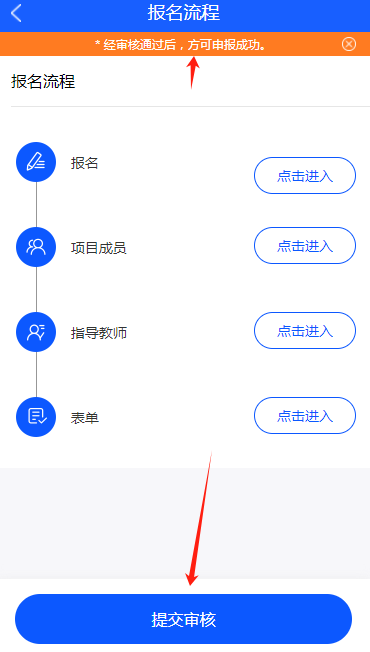 报名流程
* 经审核通过后，方可申报成功。
报名流程
报名
点击进入
项目成员
点击进入
指导教师
点击进入
表单
点击进入
提交审核